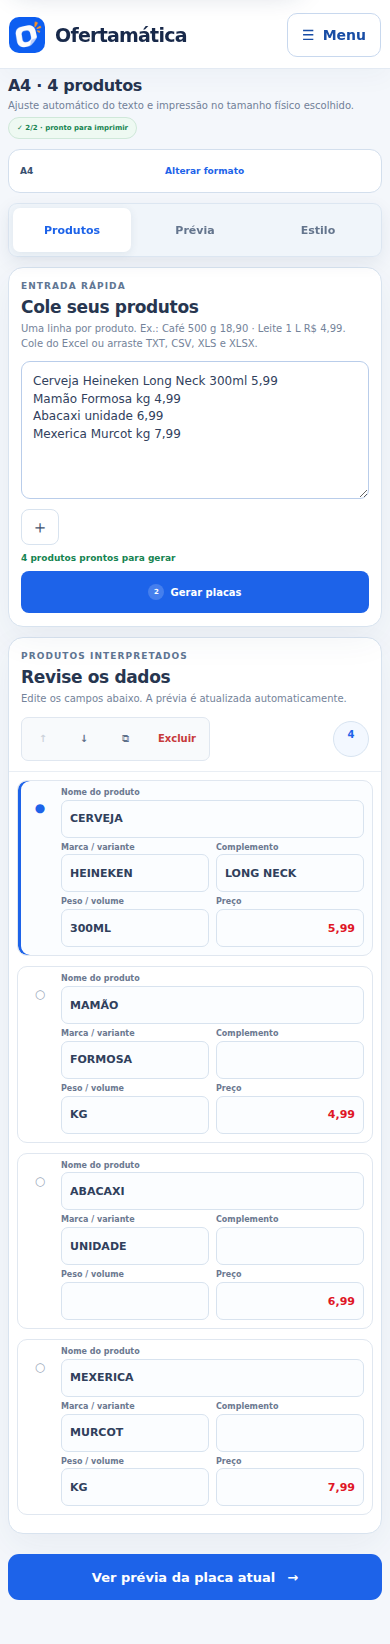 Ofertamática
☰ Menu
A4 · 4 produtos
Ajuste automático do texto e impressão no tamanho físico escolhido.
✓ 2/2 · pronto para imprimir
A4 Alterar formato
Produtos Prévia Estilo
ENTRADA RÁPIDA
Cole seus produtos
Uma linha por produto. Ex.: Café 500 g 18,90 · Leite 1 L R$ 4,99.
Cole do Excel ou arraste TXT, CSV, XLS e XLSX.
Cerveja Heineken Long Neck 300ml 5,99
Mamão Formosa kg 4,99
Abacaxi unidade 6,99
Mexerica Murcot kg 7,99
+
4 produtos prontos para gerar
2 Gerar placas
PRODUTOS INTERPRETADOS
Revise os dados
Edite os campos abaixo. A prévia é atualizada automaticamente.
↑ ↓ ⧉ Excluir 4
Nome do produto
CERVEJA
Marca / variante Complemento
HEINEKEN LONG NECK
Peso / volume Preço
300ML 5,99
Nome do produto
MAMÃO
Marca / variante Complemento
FORMOSA
Peso / volume Preço
KG 4,99
Nome do produto
ABACAXI
Marca / variante Complemento
UNIDADE
Peso / volume Preço
6,99
Nome do produto
MEXERICA
Marca / variante Complemento
MURCOT
Peso / volume Preço
KG 7,99
Ver prévia da placa atual →